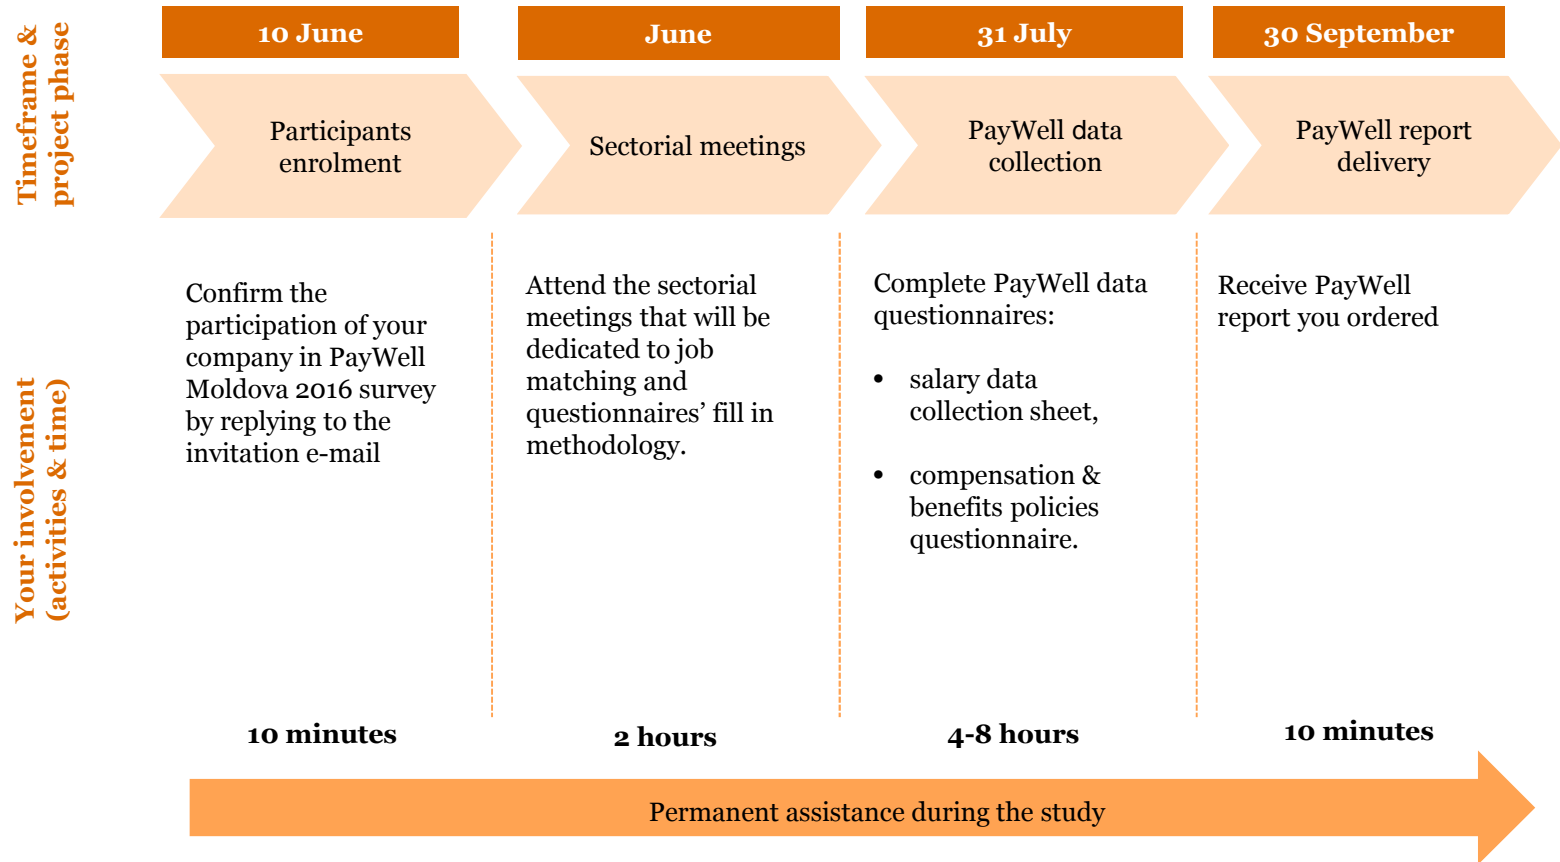 Timeframe &
project phase
10 June
June
31 July
30 September
Participants
enrolment
Sectorial meetings
PayWell data
collection
PayWell report
delivery
Your involvement
(activities & time)
Confirm the
participation of your
company in PayWell
Moldova 2016 survey
by replying to the
invitation e-mail
Attend the sectorial
meetings that will be
dedicated to job
matching and
questionnaires’ fill in
methodology.
Complete PayWell data
questionnaires:
• salary data
collection sheet,
• compensation &
benefits policies
questionnaire.
Receive PayWell
report you ordered
10 minutes
2 hours
4-8 hours
10 minutes
Permanent assistance during the study